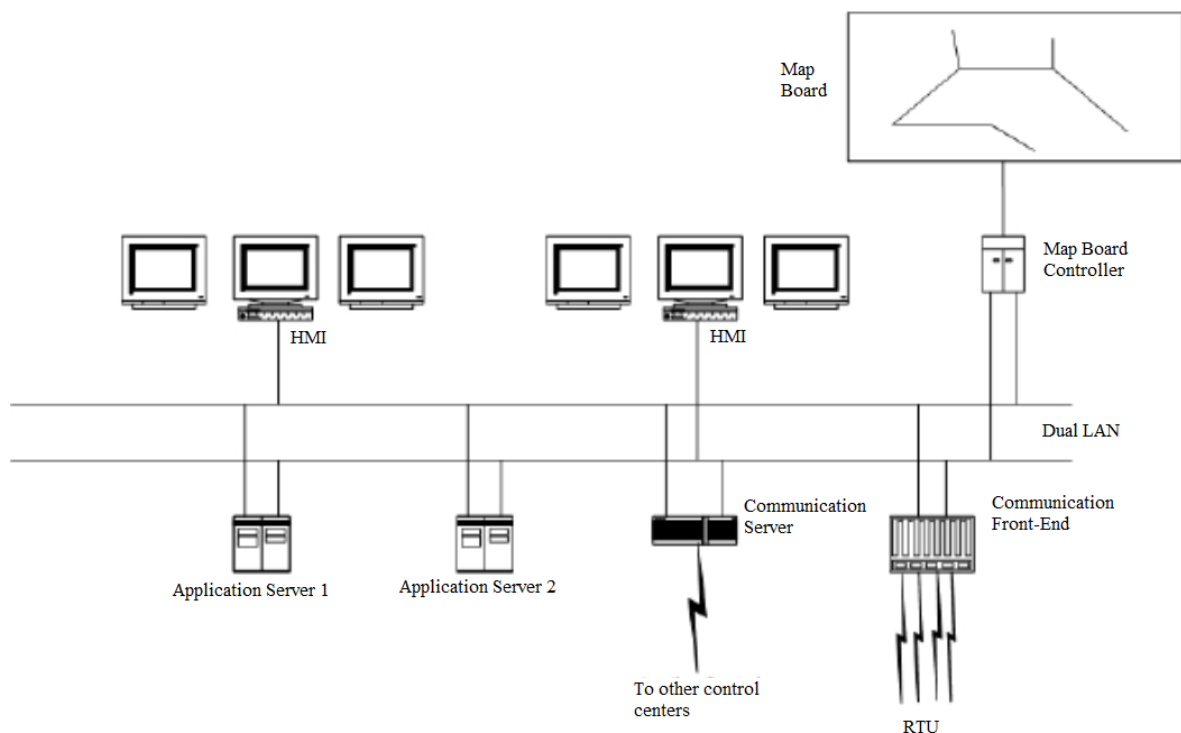 Map
Board
Map Board
Controller
HMI
HMI
Dual LAN
Communication
Server
Communication
Front-End
Application Server 1
Application Server 2
To other control
centers
RTU